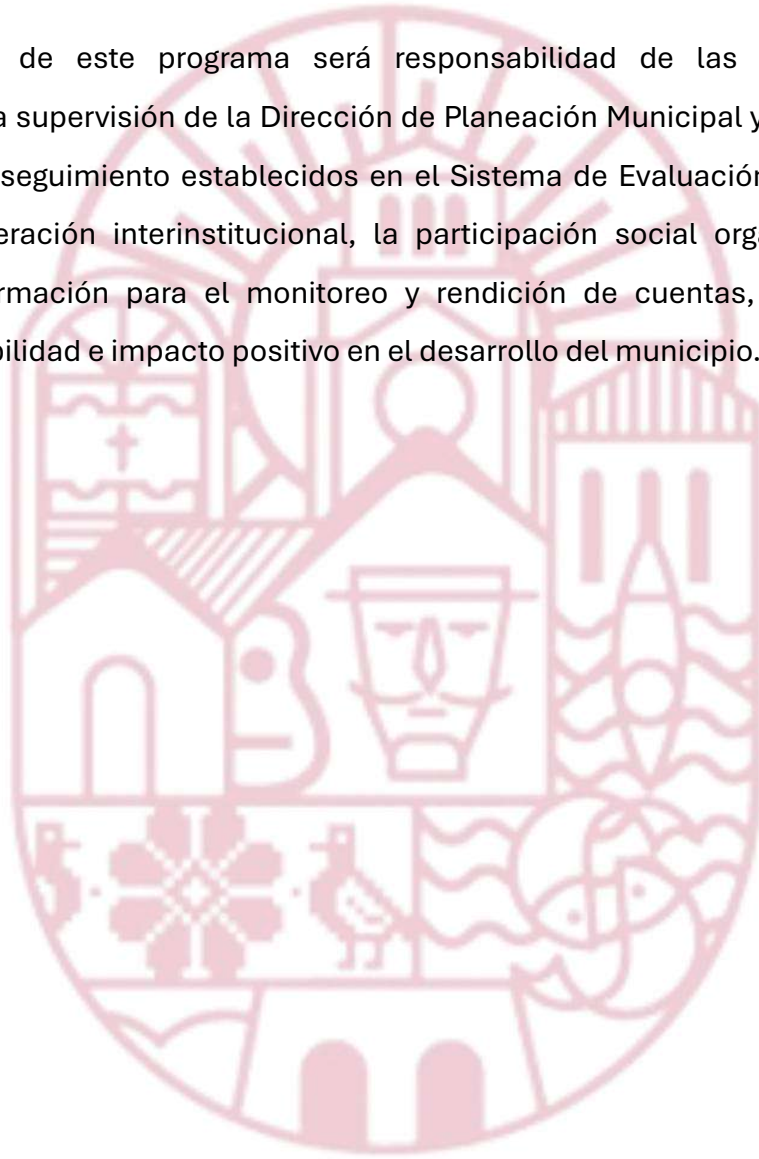 de este programa será responsabilidad de las
a supervisión de la Dirección de Planeación Municipal y
seguimiento establecidos en el Sistema de Evaluación
eración interinstitucional, la participación social org
rmación para el monitoreo y rendición de cuentas,
bilidad e impacto positivo en el desarrollo del municipio.